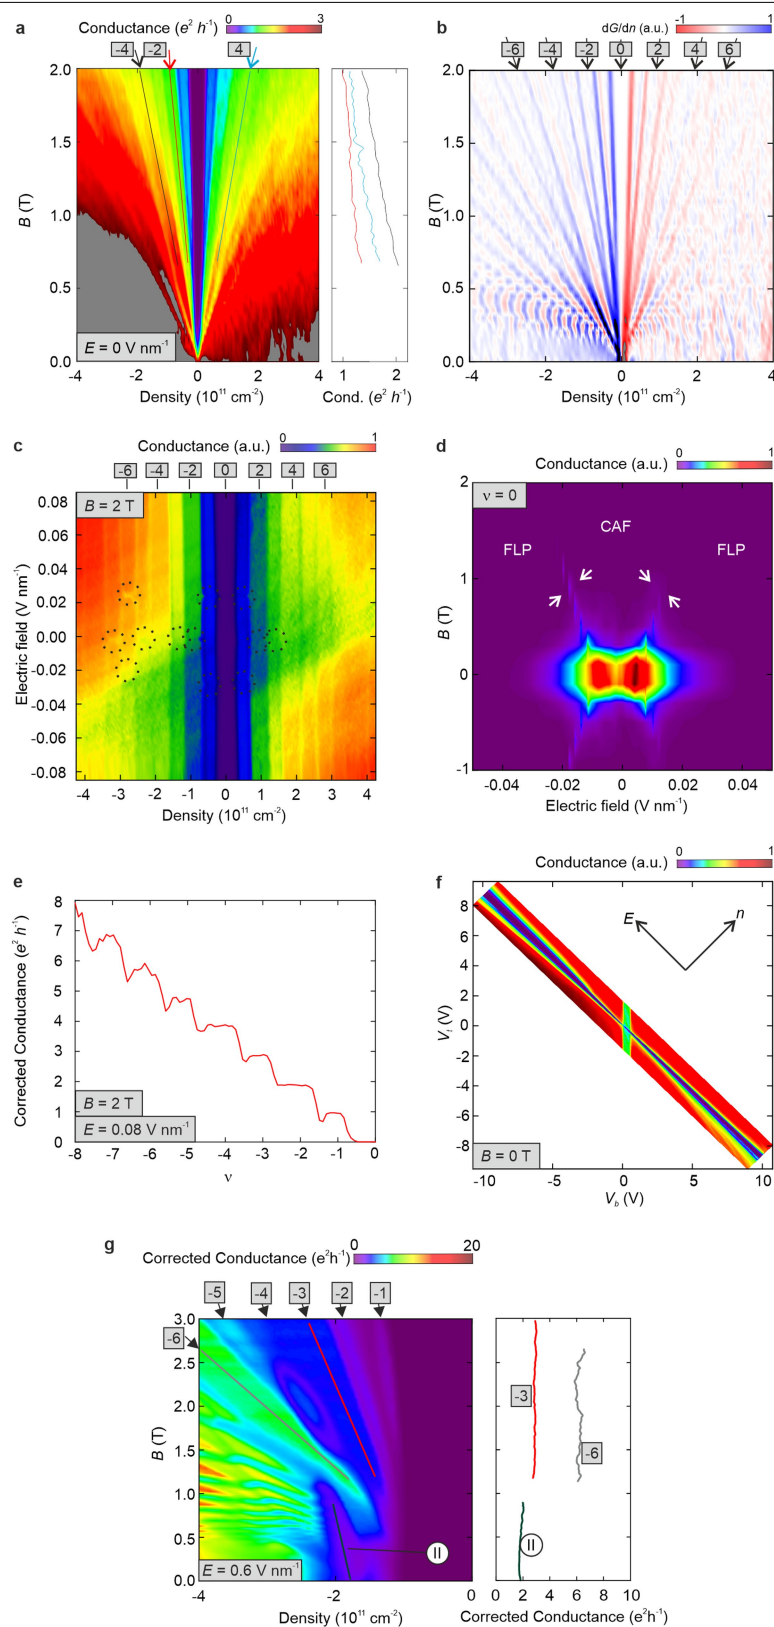 a
Conductance (e² h⁻¹)
0 3
-4 -2 4
2.0
1.5
1.0
0.5
0.0
B (T)
E = 0 V nm⁻¹
-4 -2 0 2 4
Density (10¹¹ cm⁻²)
1 2
Cond. (e² h⁻¹)
b
dG/dn (a.u.)
-1 1
-6 -4 -2 0 2 4 6
2.0
1.5
1.0
0.5
0.0
B (T)
-4 -2 0 2 4
Density (10¹¹ cm⁻²)
c
Conductance (a.u.)
0 1
-6 -4 -2 0 2 4 6
B = 2 T
0.08
0.06
0.04
0.02
0.00
-0.02
-0.04
-0.06
-0.08
Electric field (V nm⁻¹)
-4 -3 -2 -1 0 1 2 3 4
Density (10¹¹ cm⁻²)
d
Conductance (a.u.)
0 1
ν = 0
CAF
FLP FLP
2
1
0
-1
B (T)
-0.04 -0.02 0 0.02 0.04
Electric field (V nm⁻¹)
e
8
7
6
5
4
3
2
1
0
Corrected Conductance (e² h⁻¹)
B = 2 T
E = 0.08 V nm⁻¹
-8 -7 -6 -5 -4 -3 -2 -1 0
ν
f
Conductance (a.u.)
0 1
E n
8
6
4
2
0
-2
-4
-6
-8
Vₜ (V)
B = 0 T
-10 -5 0 5 10
V_b (V)
g
Corrected Conductance (e²h⁻¹)
0 20
-5 -4 -3 -2 -1
-6
3.0
2.5
2.0
1.5
1.0
0.5
0.0
B (T)
II
E = 0.6 V nm⁻¹
-4 -2 0
Density (10¹¹ cm⁻²)
-3
-6
II
0 2 4 6 8 10
Corrected Conductance (e²h⁻¹)